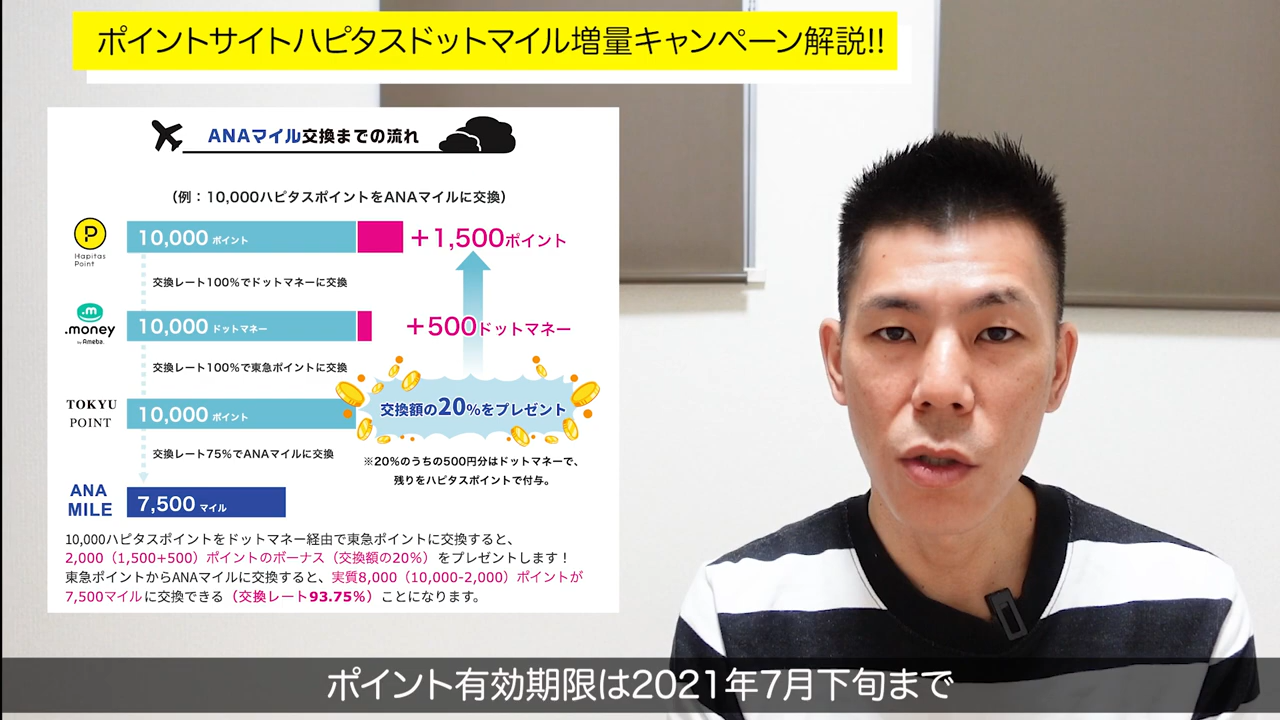 ポイントサイトハピタスドットマイル増量キャンペーン解説!!
ANAマイル交換までの流れ
（例：10,000ハピタスポイントをANAマイルに交換）
P
Hapitas
Point
10,000 ポイント
＋1,500ポイント
交換レート100%でドットマネーに交換
.m
.money
by Ameba.
10,000 ドットマネー
＋500ドットマネー
交換レート100%で東急ポイントに交換
TOKYU
POINT
10,000 ポイント
交換額の20%をプレゼント
交換レート75%でANAマイルに交換
※20%のうちの500円分はドットマネーで、
残りをハピタスポイントで付与。
ANA
MILE
7,500 マイル
10,000ハピタスポイントをドットマネー経由で東急ポイントに交換すると、
2,000（1,500+500）ポイントのボーナス（交換額の20%）をプレゼントします！
東急ポイントからANAマイルに交換すると、実質8,000（10,000-2,000）ポイントが
7,500マイルに交換できる（交換レート93.75%）ことになります。
ポイント有効期限は2021年7月下旬まで